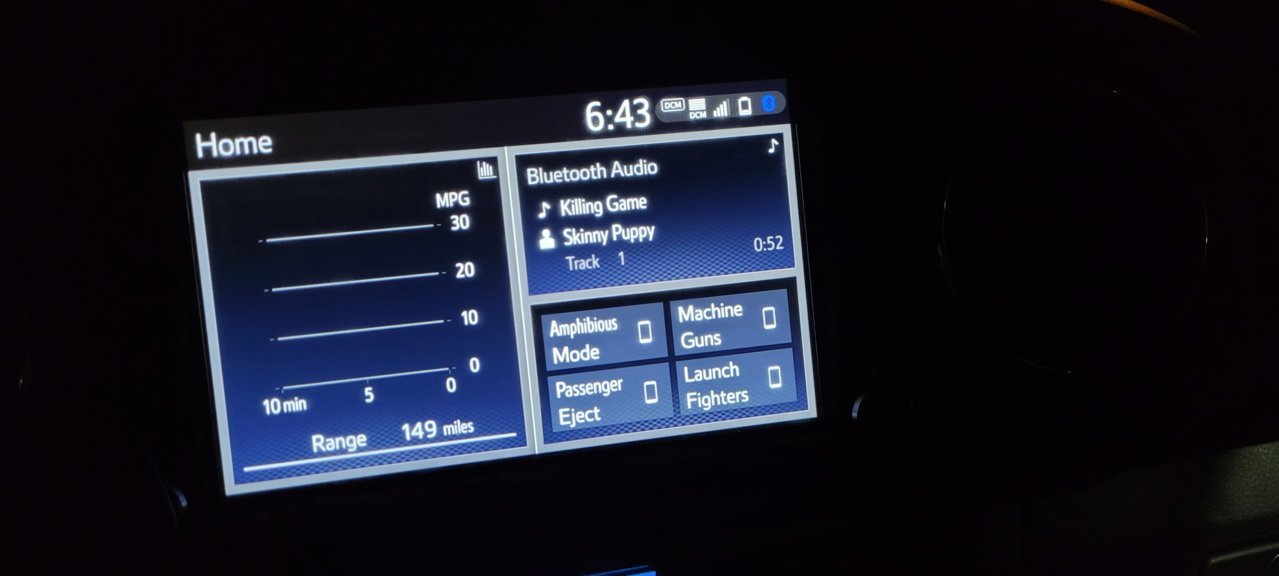 Home
6:43
DCM
DCM
MPG
30
20
10
0
10 min 5 0
Range 149 miles
Bluetooth Audio
Killing Game
Skinny Puppy
Track 1
0:52
Amphibious
Mode
Machine
Guns
Passenger
Eject
Launch
Fighters